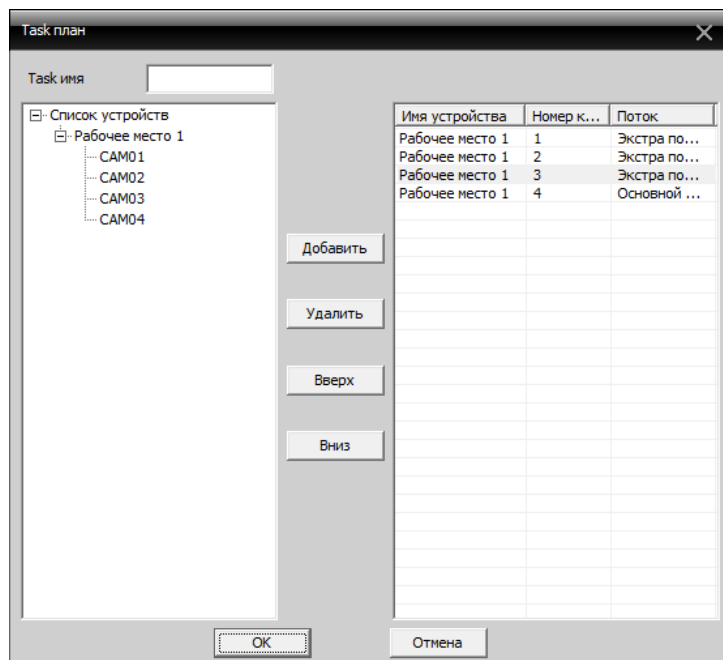 Task план
Task имя
Список устройств
Рабочее место 1
CAM01
CAM02
CAM03
CAM04
Добавить
Удалить
Вверх
Вниз
Имя устройства Номер к... Поток
Рабочее место 1 1 Экстра по...
Рабочее место 1 2 Экстра по...
Рабочее место 1 3 Экстра по...
Рабочее место 1 4 Основной ...
OK Отмена